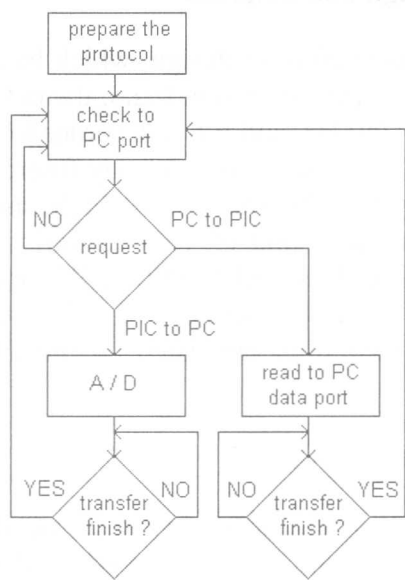 prepare the
protocol
check to
PC port
NO
PC to PIC
request
PIC to PC
A / D
read to PC
data port
YES
NO
transfer
finish ?
NO
YES
transfer
finish ?